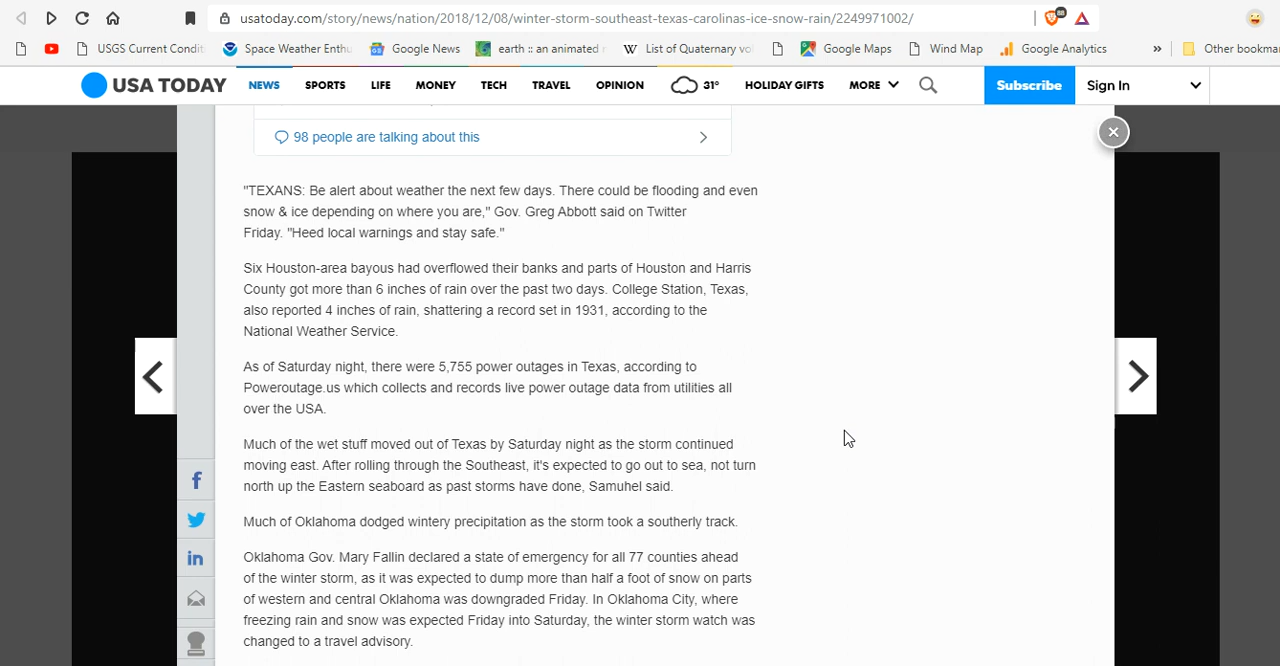 usatoday.com/story/news/nation/2018/12/08/winter-storm-southeast-texas-carolinas-ice-snow-rain/2249971002/
USGS Current Condit Space Weather Enthu Google News earth :: an animated List of Quaternary vo Google Maps Wind Map Google Analytics » Other bookma
USA TODAY NEWS SPORTS LIFE MONEY TECH TRAVEL OPINION 31° HOLIDAY GIFTS MORE Subscribe Sign In
98 people are talking about this
"TEXANS: Be alert about weather the next few days. There could be flooding and even
snow & ice depending on where you are," Gov. Greg Abbott said on Twitter
Friday. "Heed local warnings and stay safe."
Six Houston-area bayous had overflowed their banks and parts of Houston and Harris
County got more than 6 inches of rain over the past two days. College Station, Texas,
also reported 4 inches of rain, shattering a record set in 1931, according to the
National Weather Service.
As of Saturday night, there were 5,755 power outages in Texas, according to
Poweroutage.us which collects and records live power outage data from utilities all
over the USA.
Much of the wet stuff moved out of Texas by Saturday night as the storm continued
moving east. After rolling through the Southeast, it's expected to go out to sea, not turn
north up the Eastern seaboard as past storms have done, Samuhel said.
Much of Oklahoma dodged wintery precipitation as the storm took a southerly track.
Oklahoma Gov. Mary Fallin declared a state of emergency for all 77 counties ahead
of the winter storm, as it was expected to dump more than half a foot of snow on parts
of western and central Oklahoma was downgraded Friday. In Oklahoma City, where
freezing rain and snow was expected Friday into Saturday, the winter storm watch was
changed to a travel advisory.